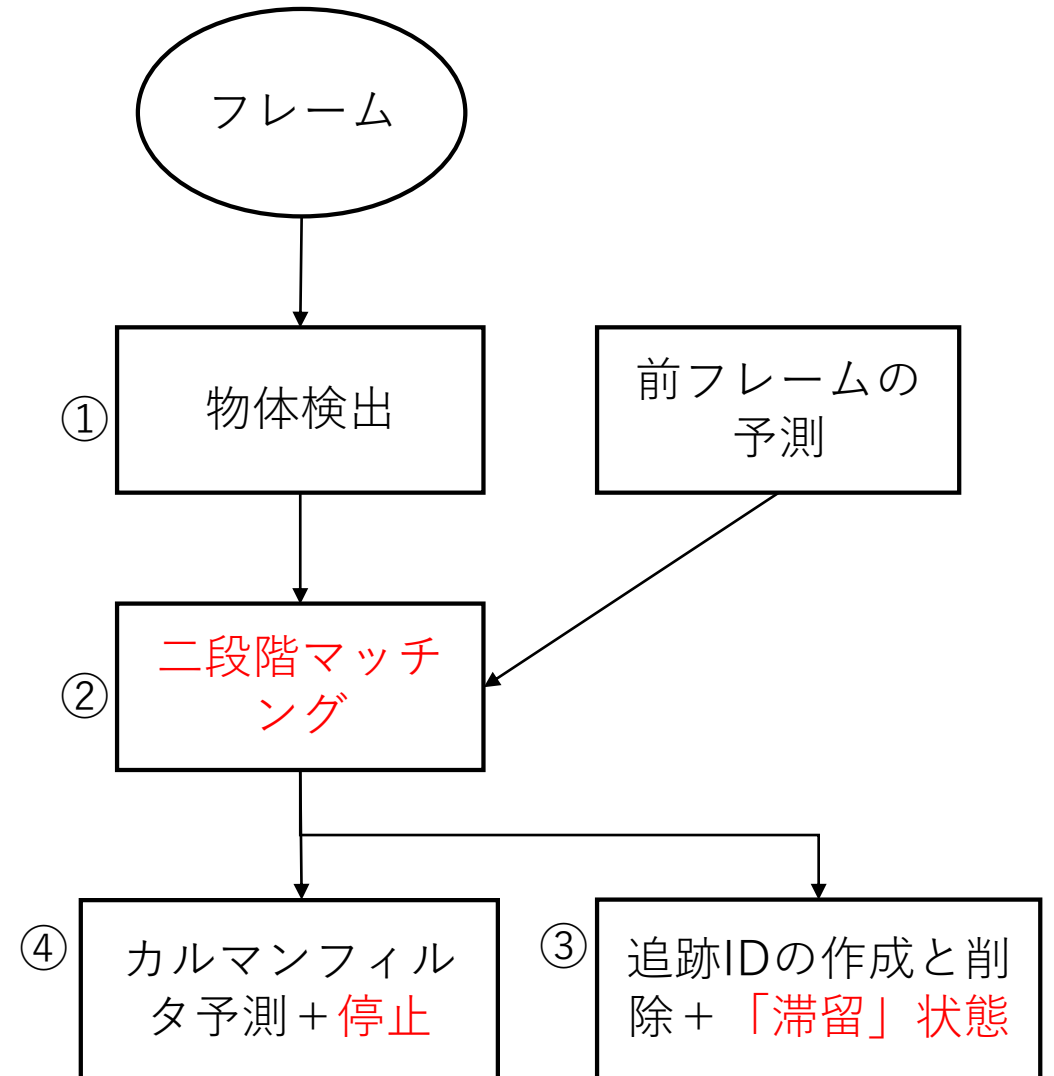 フレーム
①
物体検出
前フレームの
予測
②
二段階マッチ
ング
④
カルマンフィル
タ予測＋停止
③
追跡IDの作成と削
除＋「滞留」状態